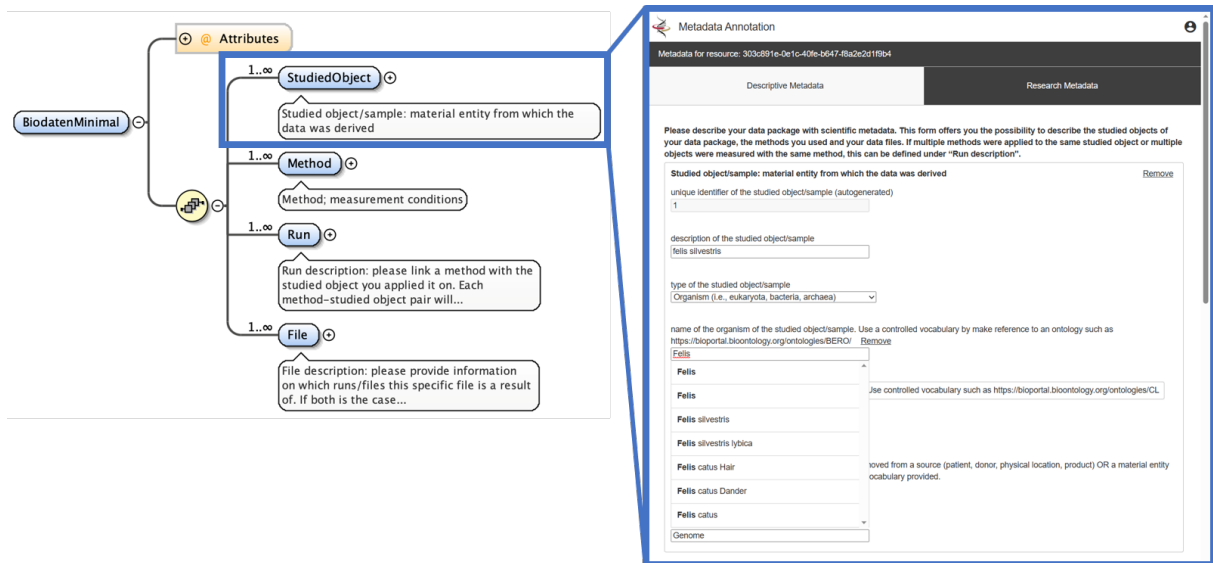 @ Attributes
1..∞ StudiedObject
Studied object/sample: material entity from which the
data was derived
BiodatenMinimal
1..∞ Method
Method; measurement conditions
1..∞ Run
Run description: please link a method with the
studied object you applied it on. Each
method-studied object pair will...
1..∞ File
File description: please provide information
on which runs/files this specific file is a result
of. If both is the case...
Metadata Annotation
Metadata for resource: 303c891e-0e1c-40fe-b647-f8a2e2d1f9b4
Descriptive Metadata
Research Metadata
Please describe your data package with scientific metadata. This form offers you the possibility to describe the studied objects of
your data package, the methods you used and your data files. If multiple methods were applied to the same studied object or multiple
objects were measured with the same method, this can be defined under "Run description".
Studied object/sample: material entity from which the data was derived
Remove
unique identifier of the studied object/sample (autogenerated)
1
description of the studied object/sample
felis silvestris
type of the studied object/sample
Organism (i.e., eukaryota, bacteria, archaea)
name of the organism of the studied object/sample. Use a controlled vocabulary by make reference to an ontology such as
https://bioportal.bioontology.org/ontologies/BERO/ Remove
Felis
Felis
Felis
Use controlled vocabulary such as https://bioportal.bioontology.org/ontologies/CL
Felis silvestris
Felis silvestris lybica
Felis catus Hair
oved from a source (patient, donor, physical location, product) OR a material entity
ocabulary provided.
Felis catus Dander
Felis catus
Genome